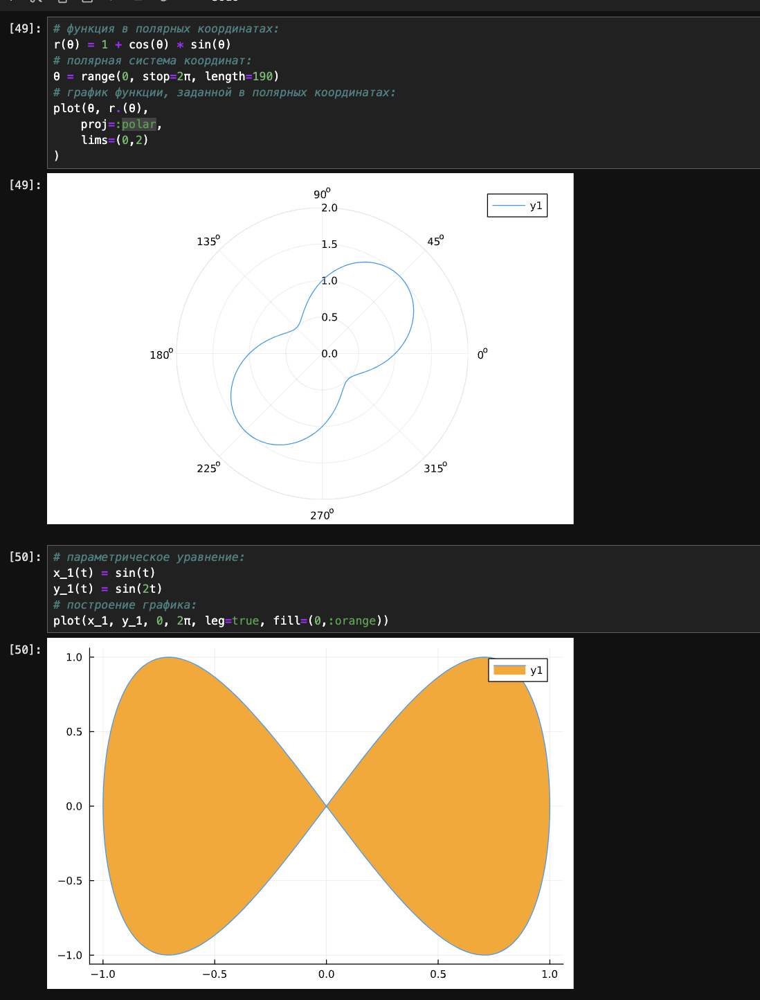 [49]:
# функция в полярных координатах:
r(θ) = 1 + cos(θ) * sin(θ)
# полярная система координат:
θ = range(0, stop=2π, length=190)
# график функции, заданной в полярных координатах:
plot(θ, r.(θ),
proj=:polar,
lims=(0,2)
)
[49]:
90°
2.0
y1
135°
45°
1.5
1.0
0.5
180°
0.0
0°
225°
315°
270°
[50]:
# параметрическое уравнение:
x_1(t) = sin(t)
y_1(t) = sin(2t)
# построение графика:
plot(x_1, y_1, 0, 2π, leg=true, fill=(0,:orange))
[50]:
1.0
y1
0.5
0.0
−0.5
−1.0
−1.0 −0.5 0.0 0.5 1.0